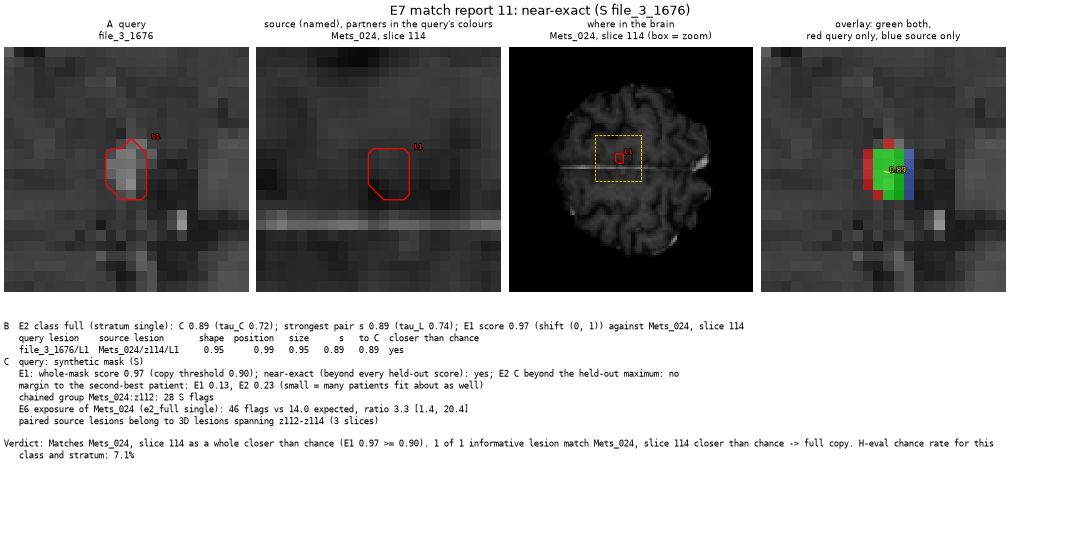 E7 match report 11: near-exact (S file_3_1676)
A  query
file_3_1676
source (named), partners in the query's colours
Mets_024, slice 114
where in the brain
Mets_024, slice 114 (box = zoom)
overlay: green both,
red query only, blue source only
L1
L1
L1
0.89
B  E2 class full (stratum single): C 0.89 (tau_C 0.72); strongest pair s 0.89 (tau_L 0.74); E1 score 0.97 (shift (0, 1)) against Mets_024, slice 114
query lesion   source lesion   shape  position   size   s   to C  closer than chance
file_3_1676/L1  Mets_024/z114/L1   0.95   0.99   0.95   0.89   0.89  yes
C  query: synthetic mask (S)
E1: whole-mask score 0.97 (copy threshold 0.90); near-exact (beyond every held-out score): yes; E2 C beyond the held-out maximum: no
margin to the second-best patient: E1 0.13, E2 0.23 (small = many patients fit about as well)
chained group Mets_024:z112: 28 S flags
E6 exposure of Mets_024 (e2_full single): 46 flags vs 14.0 expected, ratio 3.3 [1.4, 20.4]
paired source lesions belong to 3D lesions spanning z112-z114 (3 slices)
Verdict: Matches Mets_024, slice 114 as a whole closer than chance (E1 0.97 >= 0.90). 1 of 1 informative lesion match Mets_024, slice 114 closer than chance -> full copy. H-eval chance rate for this
class and stratum: 7.1%